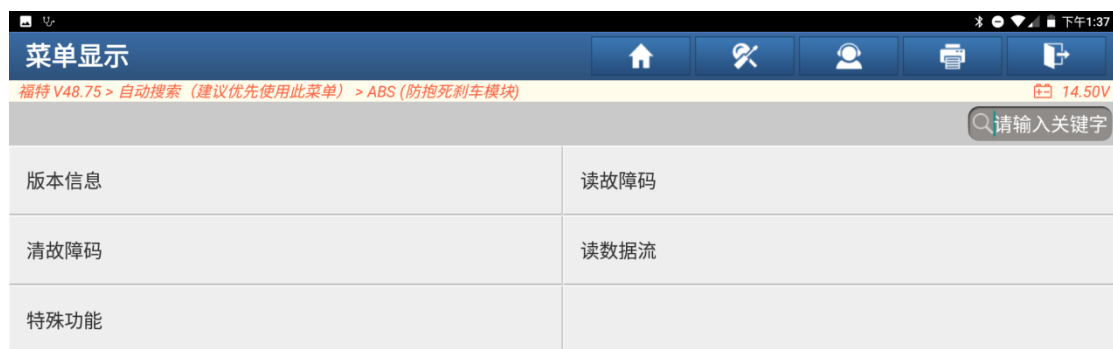 下午1:37
菜单显示
福特 V48.75 > 自动搜索（建议优先使用此菜单） > ABS (防抱死刹车模块)
14.50V
请输入关键字
版本信息
读故障码
清故障码
读数据流
特殊功能